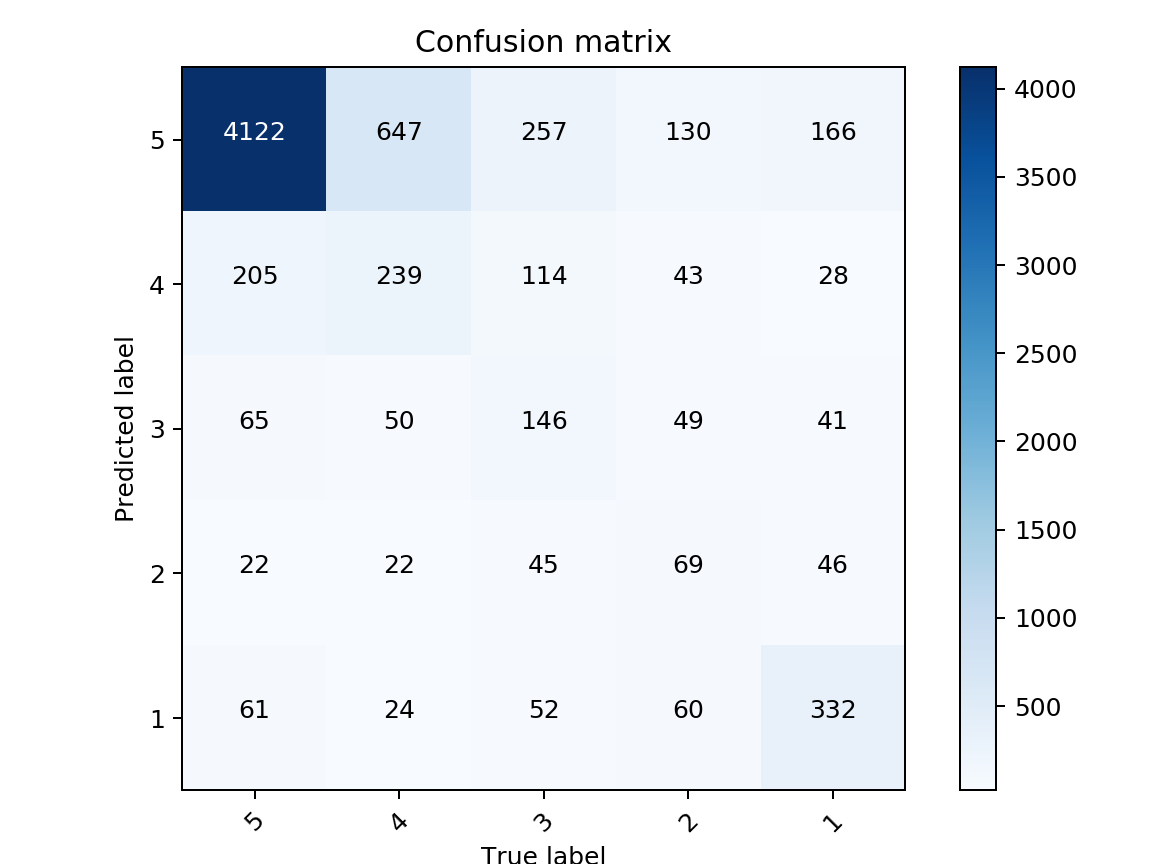 Confusion matrix
5 4122 647 257 130 166
4 205 239 114 43 28
3 65 50 146 49 41
2 22 22 45 69 46
1 61 24 52 60 332
5 4 3 2 1
Predicted label
True label
4000
3500
3000
2500
2000
1500
1000
500